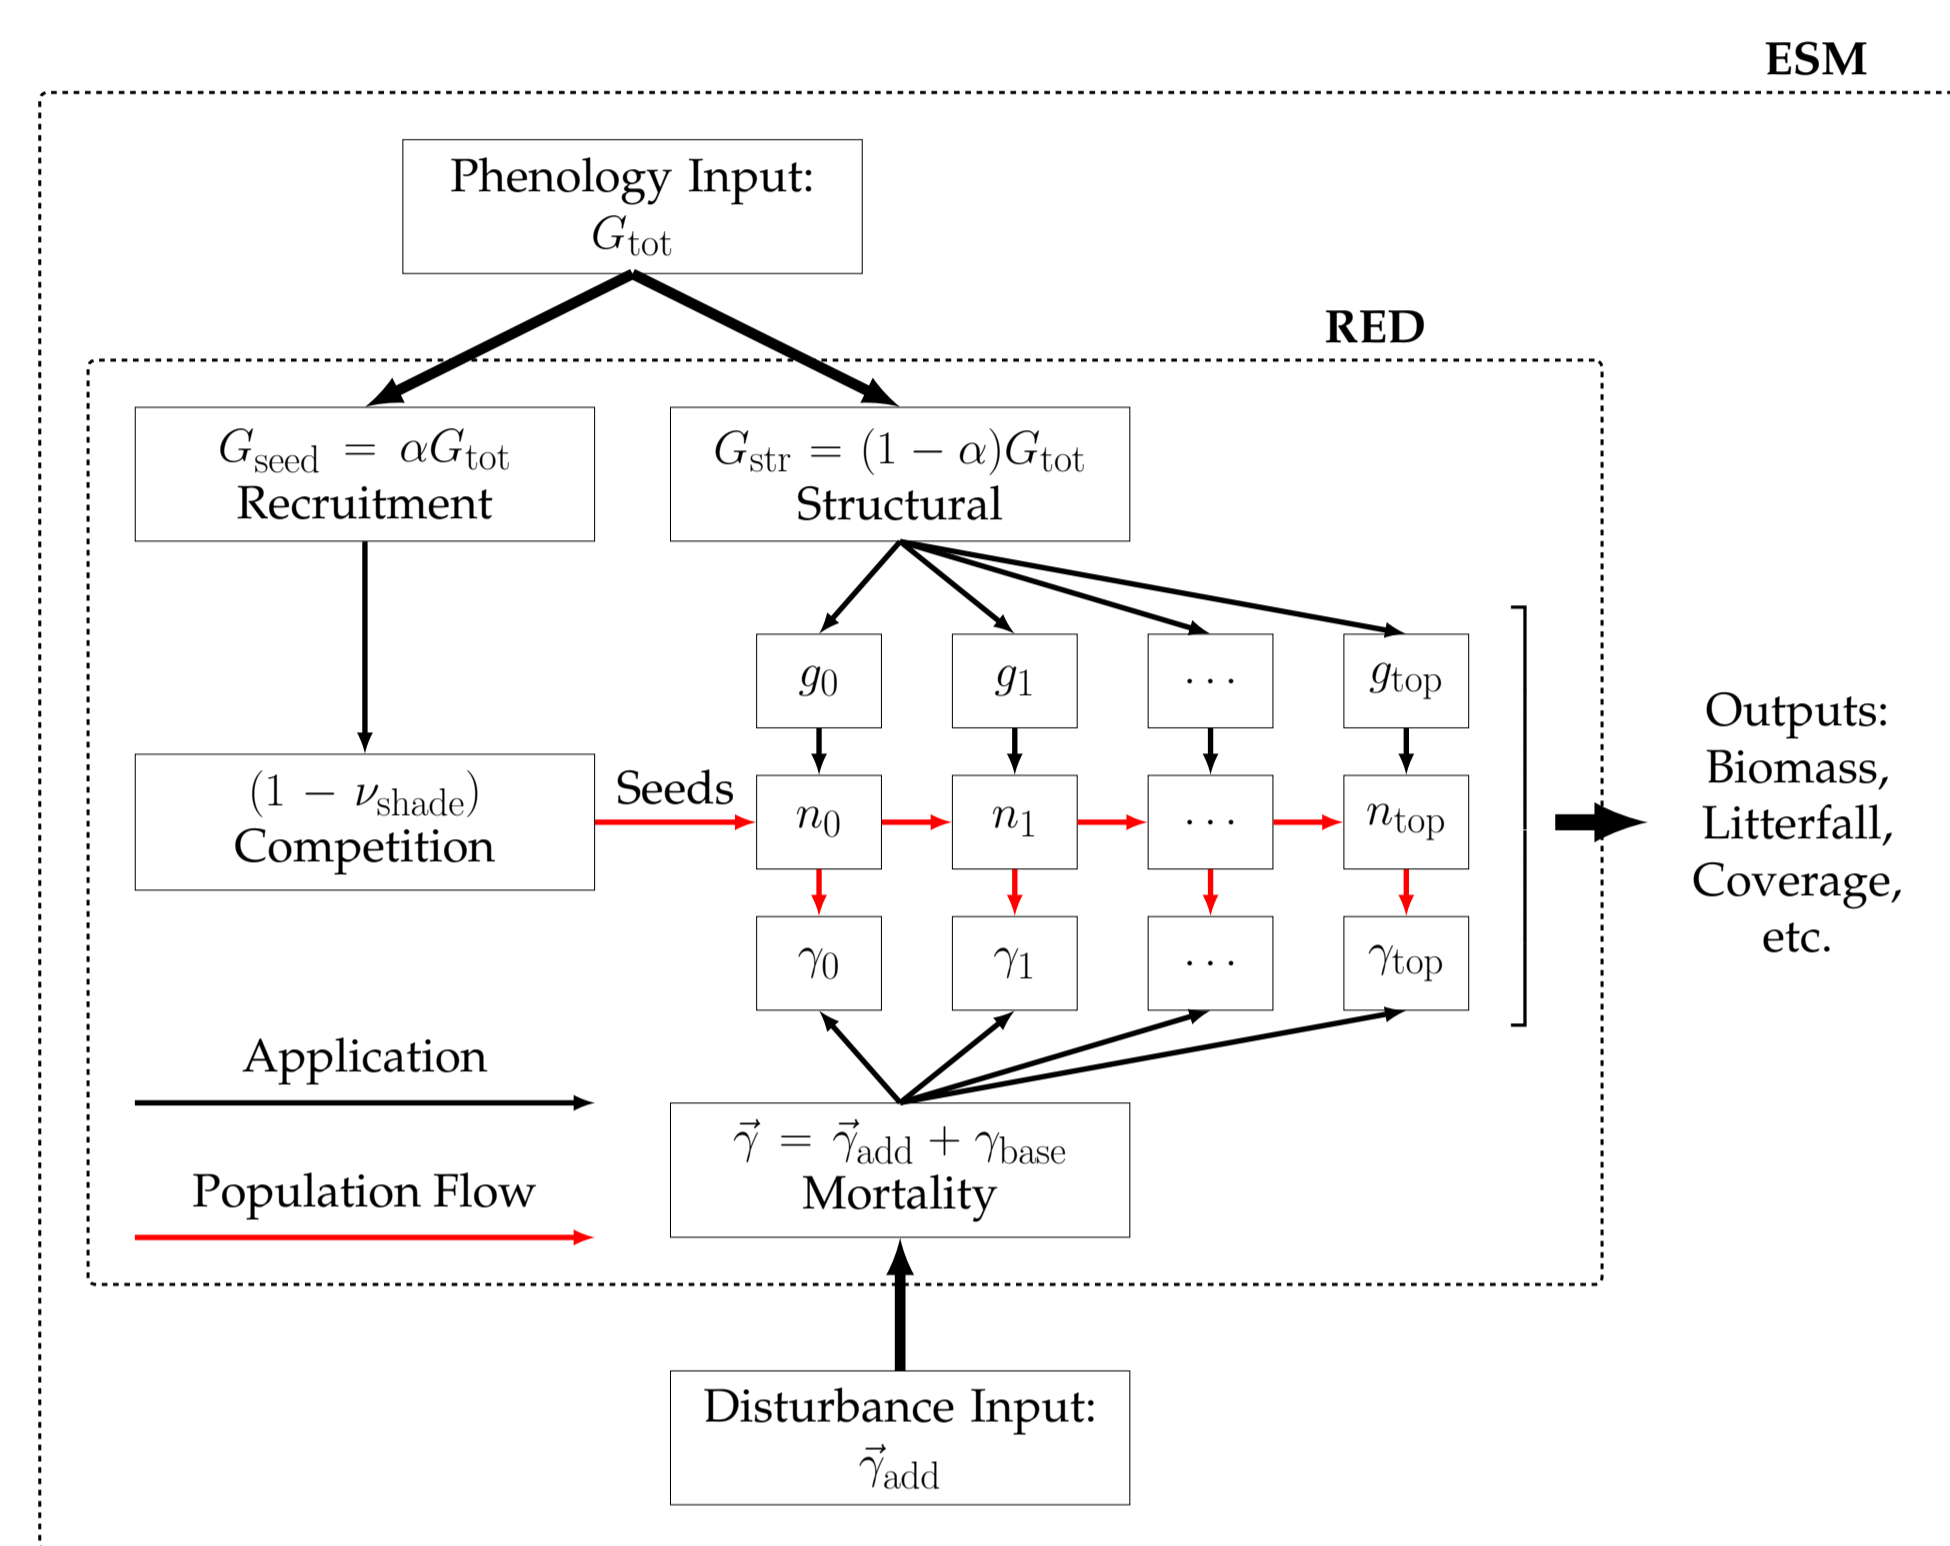 ESM
Phenology Input:
G_tot
RED
G_seed = αG_tot
Recruitment
G_str = (1 − α)G_tot
Structural
g_0
g_1
···
g_top
(1 − ν_shade)
Competition
Seeds
n_0
n_1
···
n_top
γ_0
γ_1
···
γ_top
Outputs:
Biomass,
Litterfall,
Coverage,
etc.
Application
Population Flow
γ⃗ = γ⃗_add + γ_base
Mortality
Disturbance Input:
γ⃗_add